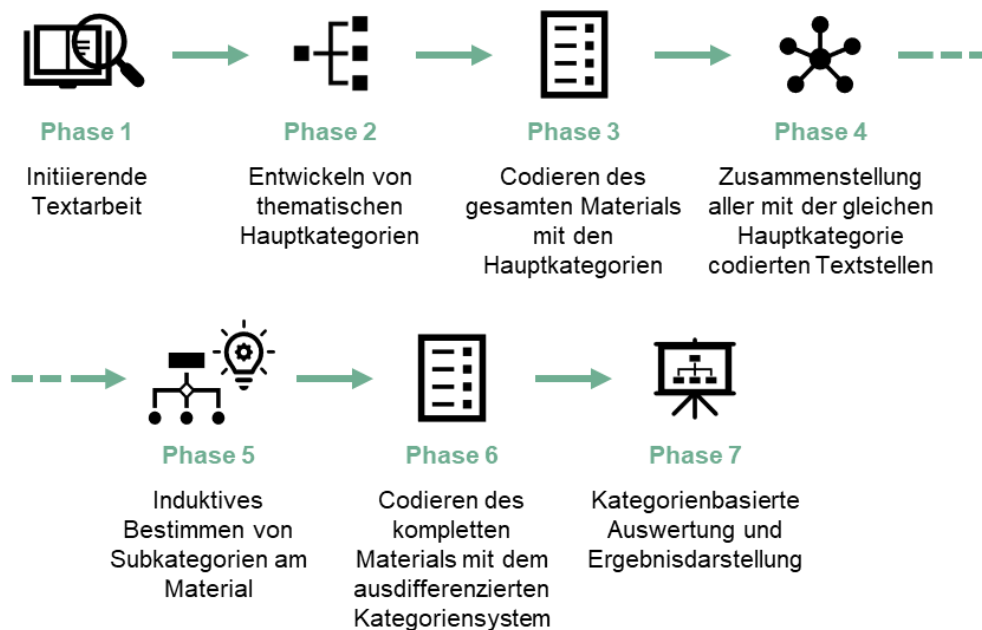 Phase 1
Initiierende
Textarbeit
Phase 2
Entwickeln von
thematischen
Hauptkategorien
Phase 3
Codieren des
gesamten Materials
mit den
Hauptkategorien
Phase 4
Zusammenstellung
aller mit der gleichen
Hauptkategorie
codierten Textstellen
Phase 5
Induktives
Bestimmen von
Subkategorien am
Material
Phase 6
Codieren des
kompletten
Materials mit dem
ausdifferenzierten
Kategoriensystem
Phase 7
Kategorienbasierte
Auswertung und
Ergebnisdarstellung